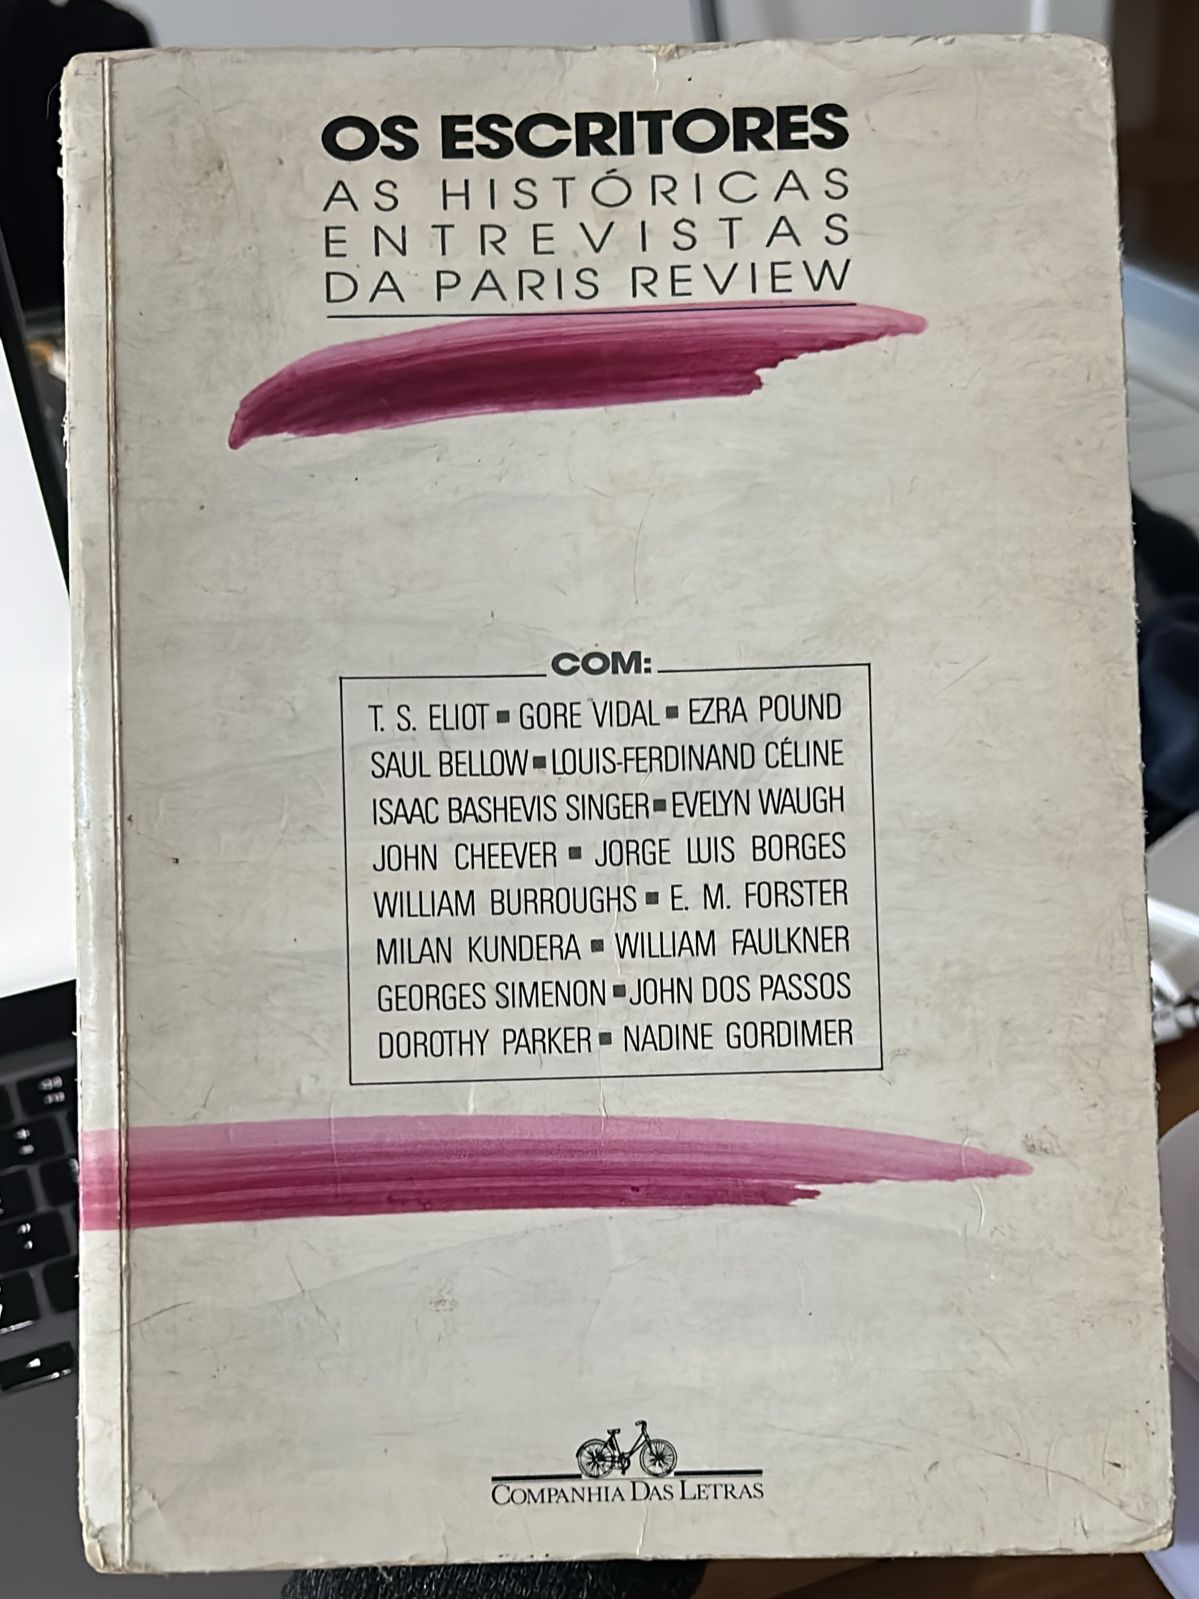 OS ESCRITORES
AS HISTÓRICAS
ENTREVISTAS
DA PARIS REVIEW
COM:
T. S. ELIOT ▪ GORE VIDAL ▪ EZRA POUND
SAUL BELLOW ▪ LOUIS-FERDINAND CÉLINE
ISAAC BASHEVIS SINGER ▪ EVELYN WAUGH
JOHN CHEEVER ▪ JORGE LUIS BORGES
WILLIAM BURROUGHS ▪ E. M. FORSTER
MILAN KUNDERA ▪ WILLIAM FAULKNER
GEORGES SIMENON ▪ JOHN DOS PASSOS
DOROTHY PARKER ▪ NADINE GORDIMER
COMPANHIA DAS LETRAS